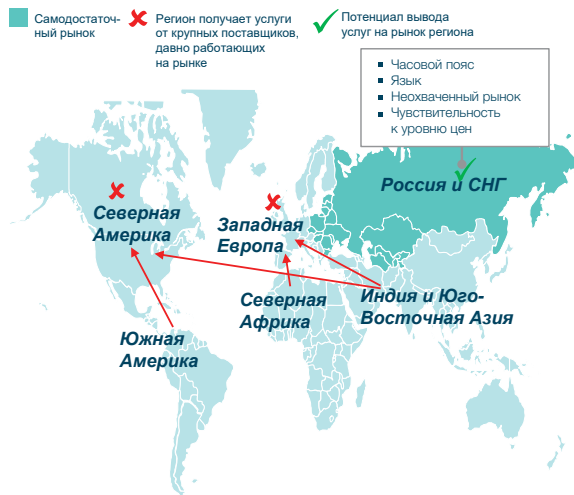 Самодостаточ-
ный рынок
Регион получает услуги
от крупных поставщиков,
давно работающих
на рынке
Потенциал вывода
услуг на рынок региона
Часовой пояс
Язык
Неохваченный рынок
Чувствительность
к уровню цен
Россия и СНГ
Северная
Америка
Западная
Европа
Северная
Африка
Индия и Юго-
Восточная Азия
Южная
Америка